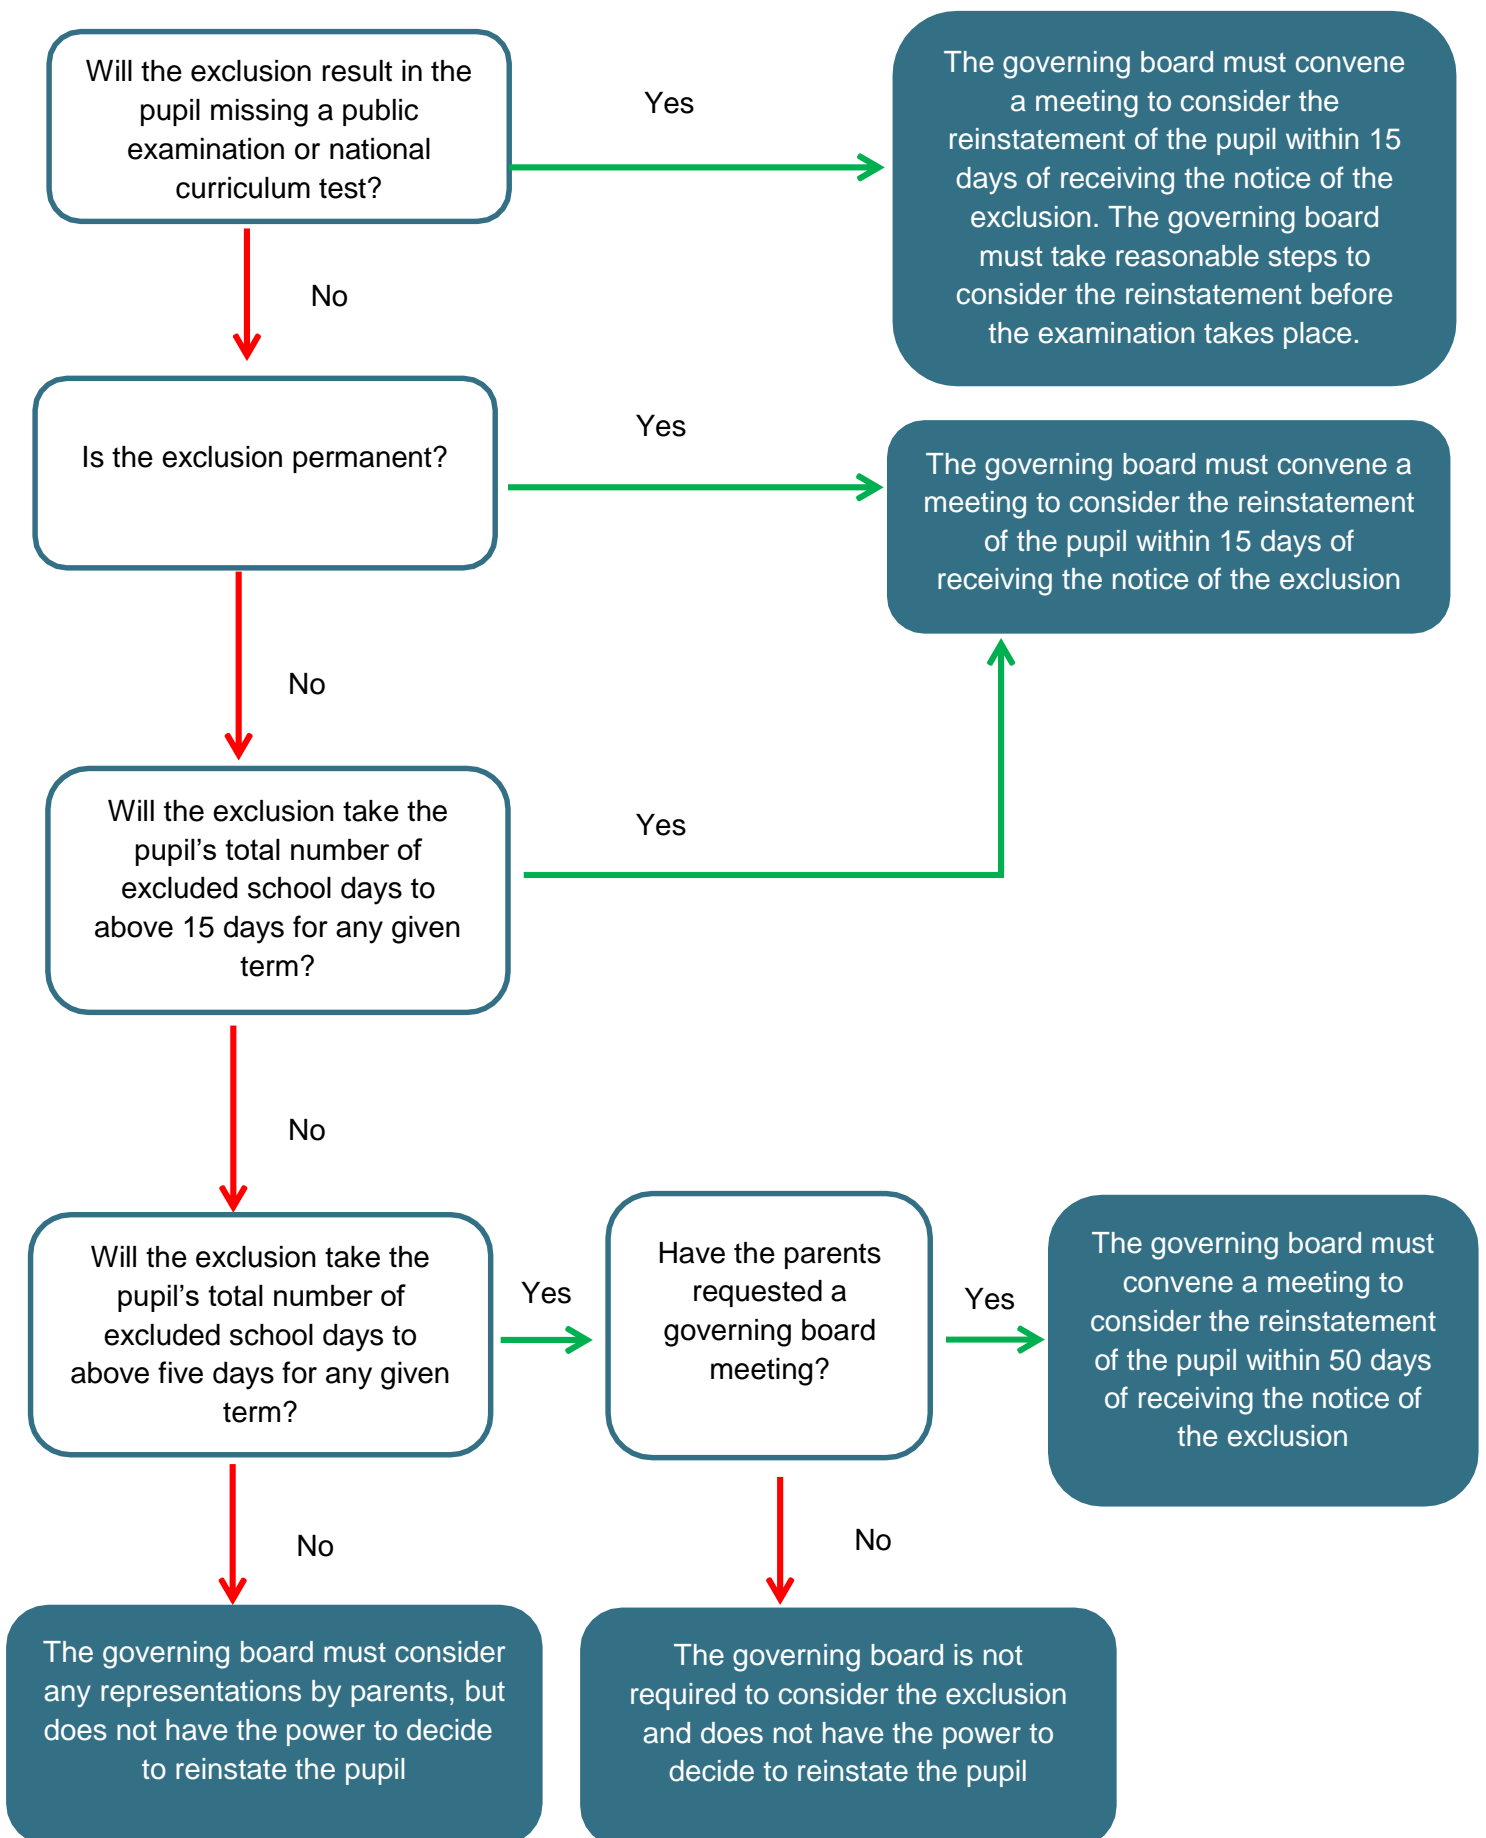 Will the exclusion result in the
pupil missing a public
examination or national
curriculum test?
Yes
The governing board must convene
a meeting to consider the
reinstatement of the pupil within 15
days of receiving the notice of the
exclusion. The governing board
must take reasonable steps to
consider the reinstatement before
the examination takes place.
No
Is the exclusion permanent?
Yes
The governing board must convene a
meeting to consider the reinstatement
of the pupil within 15 days of
receiving the notice of the exclusion
No
Will the exclusion take the
pupil’s total number of
excluded school days to
above 15 days for any given
term?
Yes
No
Will the exclusion take the
pupil’s total number of
excluded school days to
above five days for any given
term?
Yes
Have the parents
requested a
governing board
meeting?
Yes
The governing board must
convene a meeting to
consider the reinstatement
of the pupil within 50 days
of receiving the notice of
the exclusion
No
No
The governing board must consider
any representations by parents, but
does not have the power to decide
to reinstate the pupil
The governing board is not
required to consider the exclusion
and does not have the power to
decide to reinstate the pupil